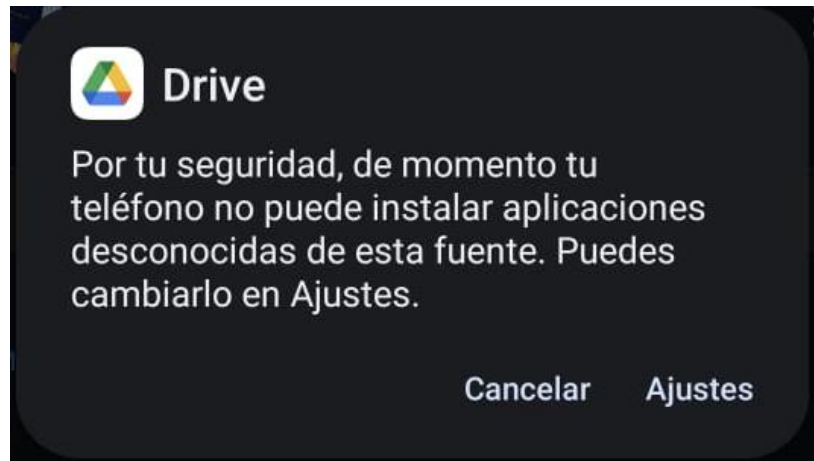 Drive
Por tu seguridad, de momento tu
teléfono no puede instalar aplicaciones
desconocidas de esta fuente. Puedes
cambiarlo en Ajustes.
Cancelar Ajustes